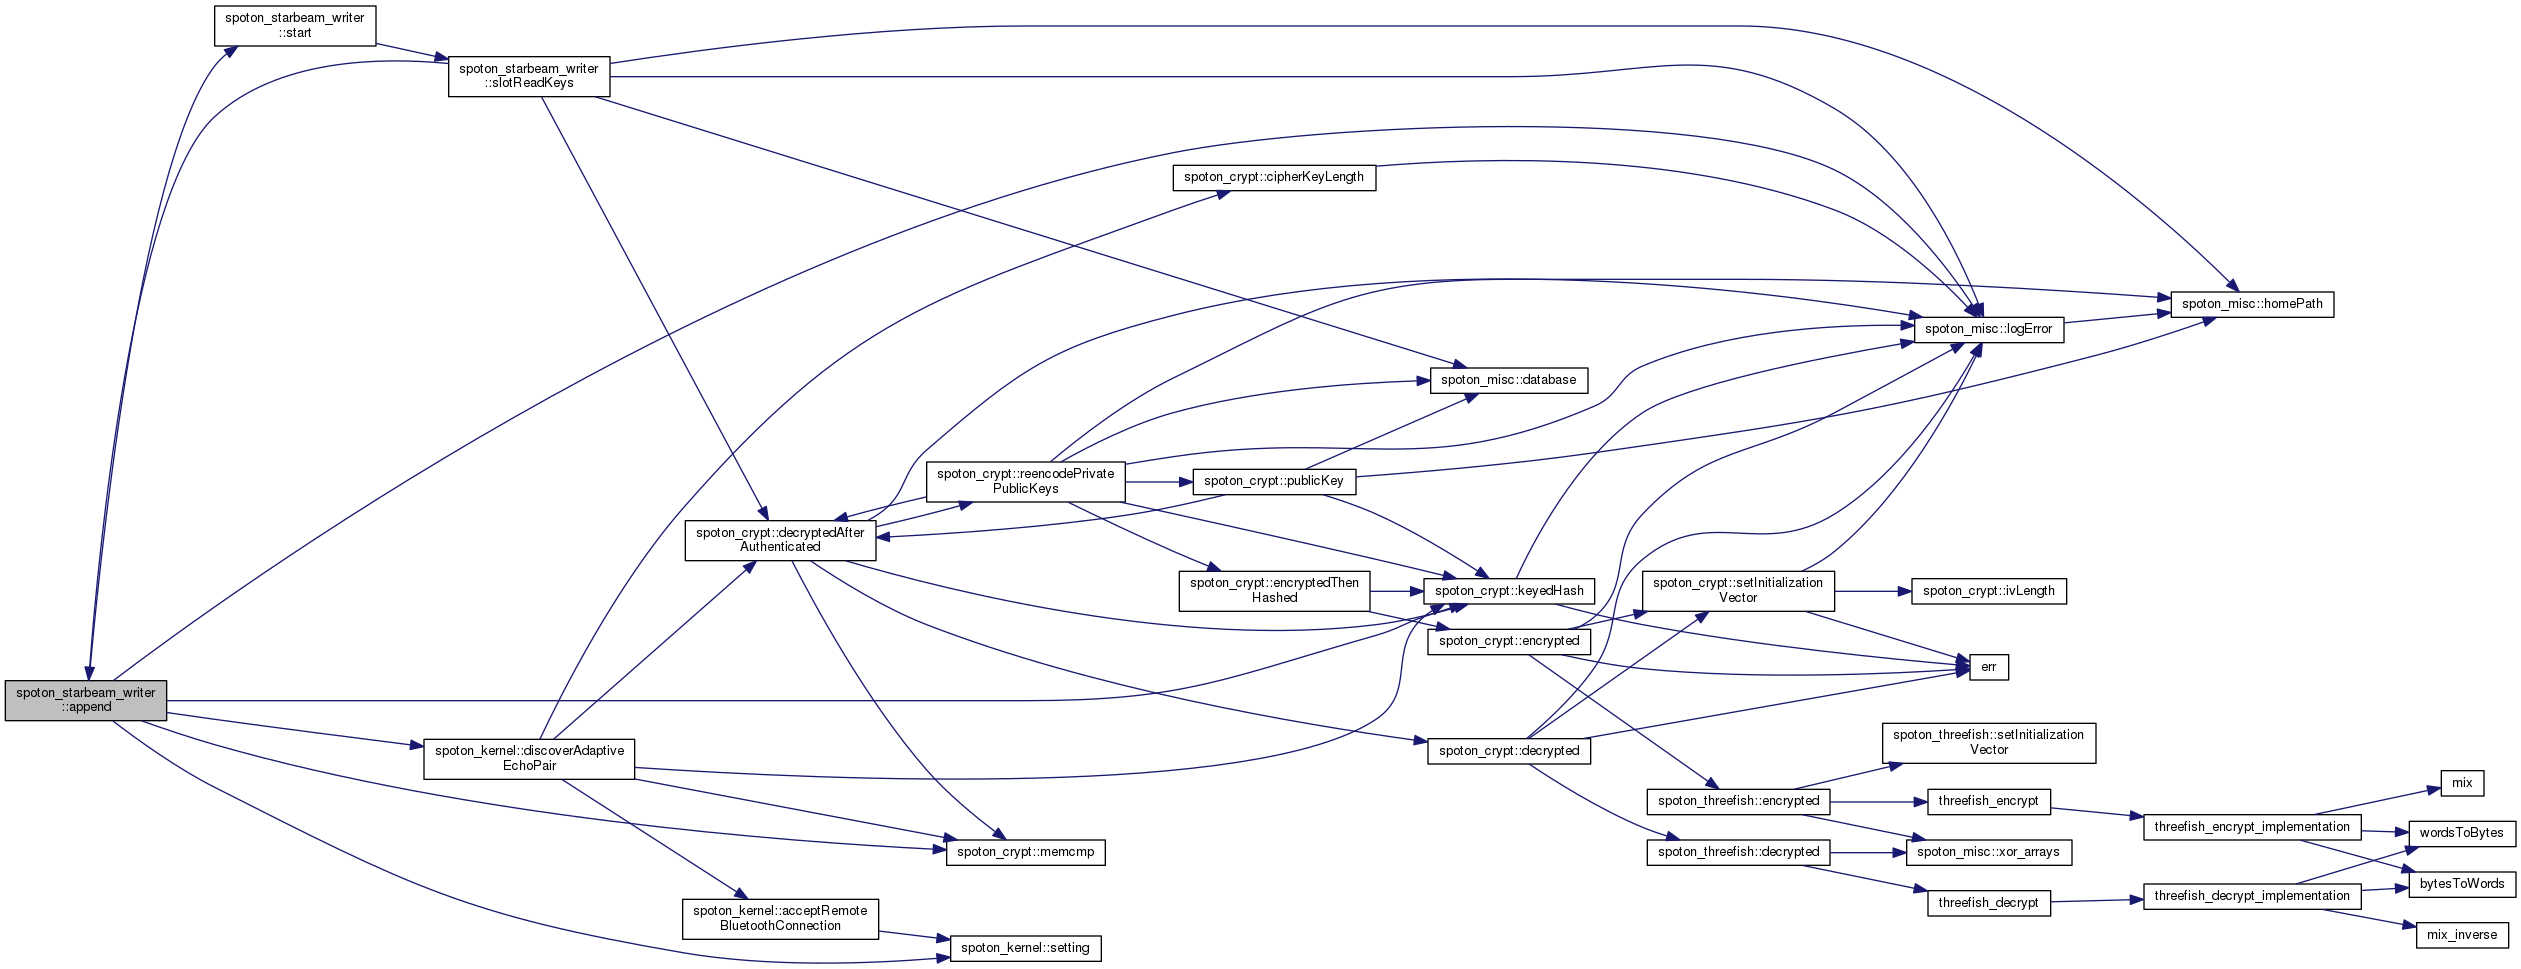 spoton_starbeam_writer
::start
spoton_starbeam_writer
::slotReadKeys
spoton_crypt::cipherKeyLength
spoton_misc::homePath
spoton_misc::logError
spoton_misc::database
spoton_crypt::reencodePrivate
PublicKeys
spoton_crypt::publicKey
spoton_crypt::decryptedAfter
Authenticated
spoton_crypt::encryptedThen
Hashed
spoton_crypt::keyedHash
spoton_crypt::setInitialization
Vector
spoton_crypt::ivLength
spoton_crypt::encrypted
err
spoton_starbeam_writer
::append
spoton_kernel::discoverAdaptive
EchoPair
spoton_crypt::decrypted
spoton_threefish::setInitialization
Vector
mix
spoton_threefish::encrypted
threefish_encrypt
threefish_encrypt_implementation
wordsToBytes
spoton_crypt::memcmp
spoton_threefish::decrypted
spoton_misc::xor_arrays
bytesToWords
threefish_decrypt
threefish_decrypt_implementation
spoton_kernel::acceptRemote
BluetoothConnection
mix_inverse
spoton_kernel::setting